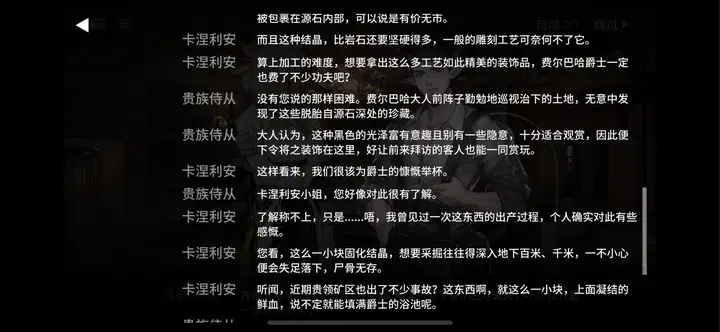 自动
跳过
被包裹在源石内部，可以说是有价无市。
卡涅利安
而且这种结晶，比岩石还要坚硬得多，一般的雕刻工艺可奈何不了它。
卡涅利安
算上加工的难度，想要拿出这么多工艺如此精美的装饰品，费尔巴哈爵士一定
也费了不少功夫吧？
贵族侍从
没有您说的那样困难。费尔巴哈大人前阵子勤勉地巡视治下的土地，无意中发
现了这些脱胎自源石深处的珍藏。
贵族侍从
大人认为，这种黑色的光泽富有意趣且别有一些隐意，十分适合观赏，因此便
下令将之装饰在这里，好让前来拜访的客人也能一同赏玩。
卡涅利安
这样看来，我们很该为爵士的慷慨举杯。
贵族侍从
卡涅利安小姐，您好像对此很有了解。
卡涅利安
了解称不上，只是……唔，我曾见过一次这东西的出产过程，个人确实对此有些
感慨。
卡涅利安
您看，这么一小块固化结晶，想要采掘往往得深入地下百米、千米，一不小心
便会失足落下，尸骨无存。
卡涅利安
听闻，近期贵领矿区也出了不少事故？这东西啊，就这么一小块，上面凝结的
鲜血，说不定就能填满爵士的浴池呢。
贵族侍从